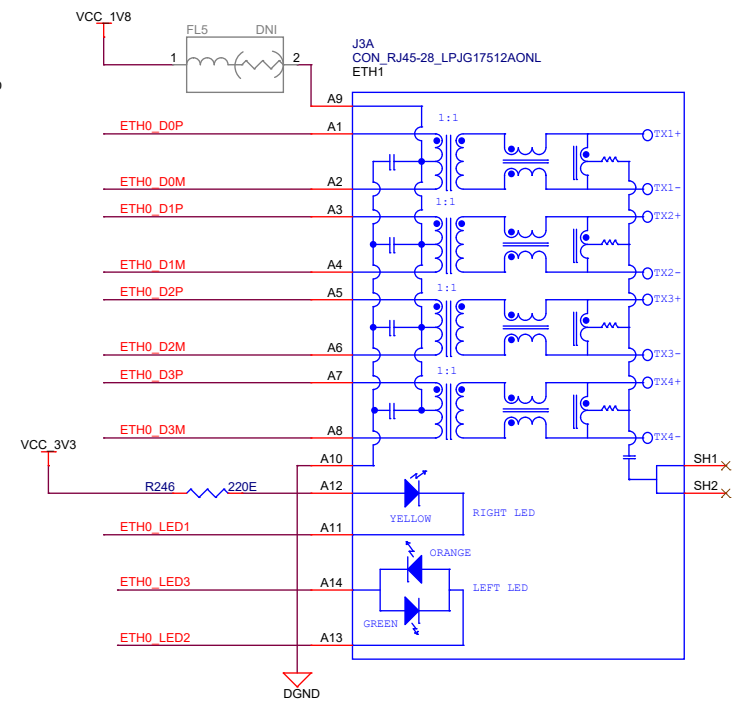 VCC_1V8
FL5 DNI
1 2
J3A
CON_RJ45-28_LPJG17512AONL
ETH1
A9
1:1
ETH0_D0P A1 TX1+
ETH0_D0M A2 TX1-
1:1
ETH0_D1P A3 TX2+
ETH0_D1M A4 TX2-
1:1
ETH0_D2P A5 TX3+
ETH0_D2M A6 TX3-
1:1
ETH0_D3P A7 TX4+
ETH0_D3M A8 TX4-
VCC_3V3
A10 SH1
R246 220E A12 SH2
YELLOW RIGHT LED
ETH0_LED1 A11
ORANGE
ETH0_LED3 A14 LEFT LED
GREEN
ETH0_LED2 A13
DGND